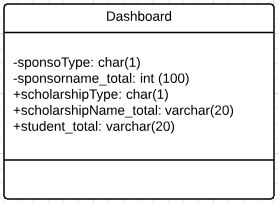 Dashboard
-sponsoType: char(1)
-sponsorname_total: int (100)
+scholarshipType: char(1)
+scholarshipName_total: varchar(20)
+student_total: varchar(20)